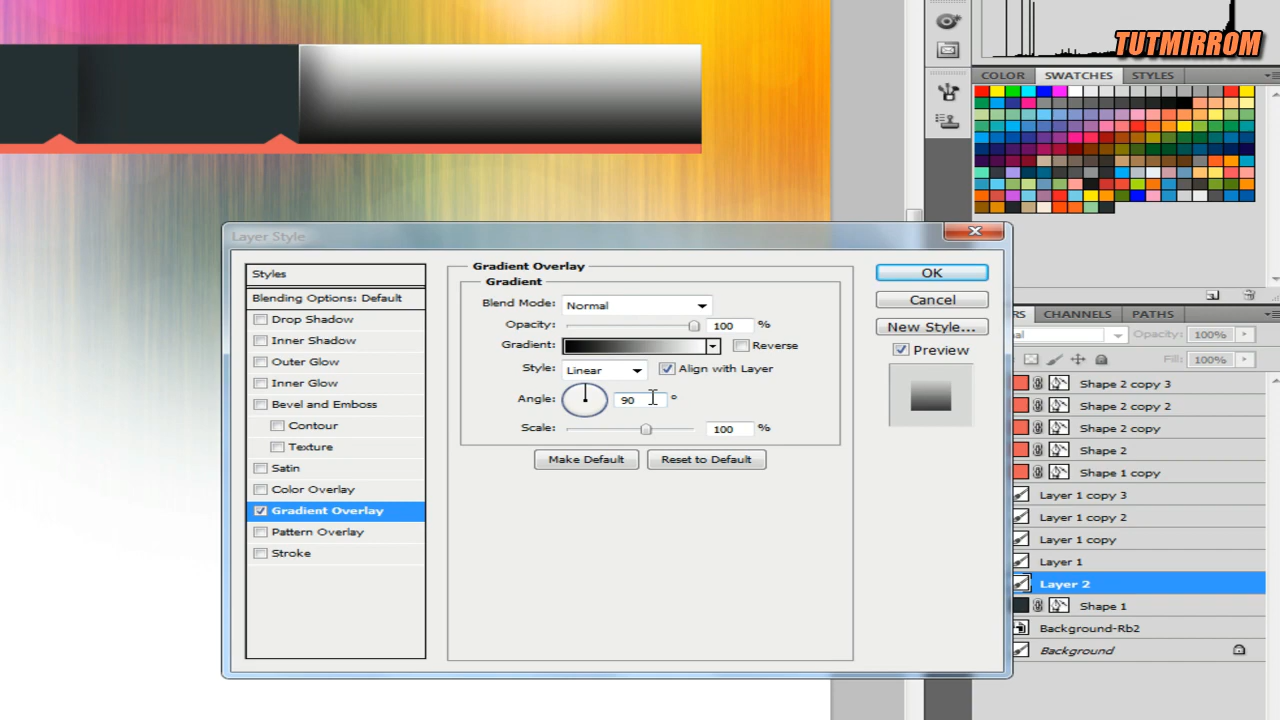 TUTMIRROM
COLOR SWATCHES STYLES
Layer Style
Styles
Blending Options: Default
Drop Shadow
Inner Shadow
Outer Glow
Inner Glow
Bevel and Emboss
Contour
Texture
Satin
Color Overlay
Gradient Overlay
Pattern Overlay
Stroke
Gradient Overlay
Gradient
Blend Mode: Normal
Opacity: 100 %
Gradient: Reverse
Style: Linear Align with Layer
Angle: 90 °
Scale: 100 %
Make Default Reset to Default
OK
Cancel
New Style...
Preview
RS CHANNELS PATHS
al Opacity: 100%
Fill: 100%
Shape 2 copy 3
Shape 2 copy 2
Shape 2 copy
Shape 2
Shape 1 copy
Layer 1 copy 3
Layer 1 copy 2
Layer 1 copy
Layer 1
Layer 2
Shape 1
Background-Rb2
Background